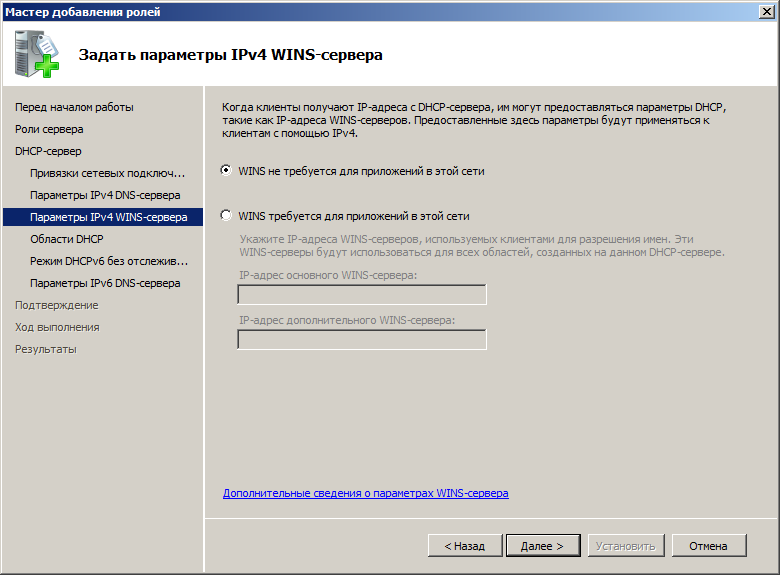 Мастер добавления ролей
Задать параметры IPv4 WINS-сервера
Перед началом работы
Роли сервера
DHCP-сервер
Привязки сетевых подключ...
Параметры IPv4 DNS-сервера
Параметры IPv4 WINS-сервера
Области DHCP
Режим DHCPv6 без отслежив...
Параметры IPv6 DNS-сервера
Подтверждение
Ход выполнения
Результаты
Когда клиенты получают IP-адреса с DHCP-сервера, им могут предоставляться параметры DHCP,
такие как IP-адреса WINS-серверов. Предоставленные здесь параметры будут применяться к
клиентам с помощью IPv4.
WINS не требуется для приложений в этой сети
WINS требуется для приложений в этой сети
Укажите IP-адреса WINS-серверов, используемых клиентами для разрешения имен. Эти
WINS-серверы будут использоваться для всех областей, созданных на данном DHCP-сервере.
IP-адрес основного WINS-сервера:
IP-адрес дополнительного WINS-сервера:
Дополнительные сведения о параметрах WINS-сервера
< Назад
Далее >
Установить
Отмена